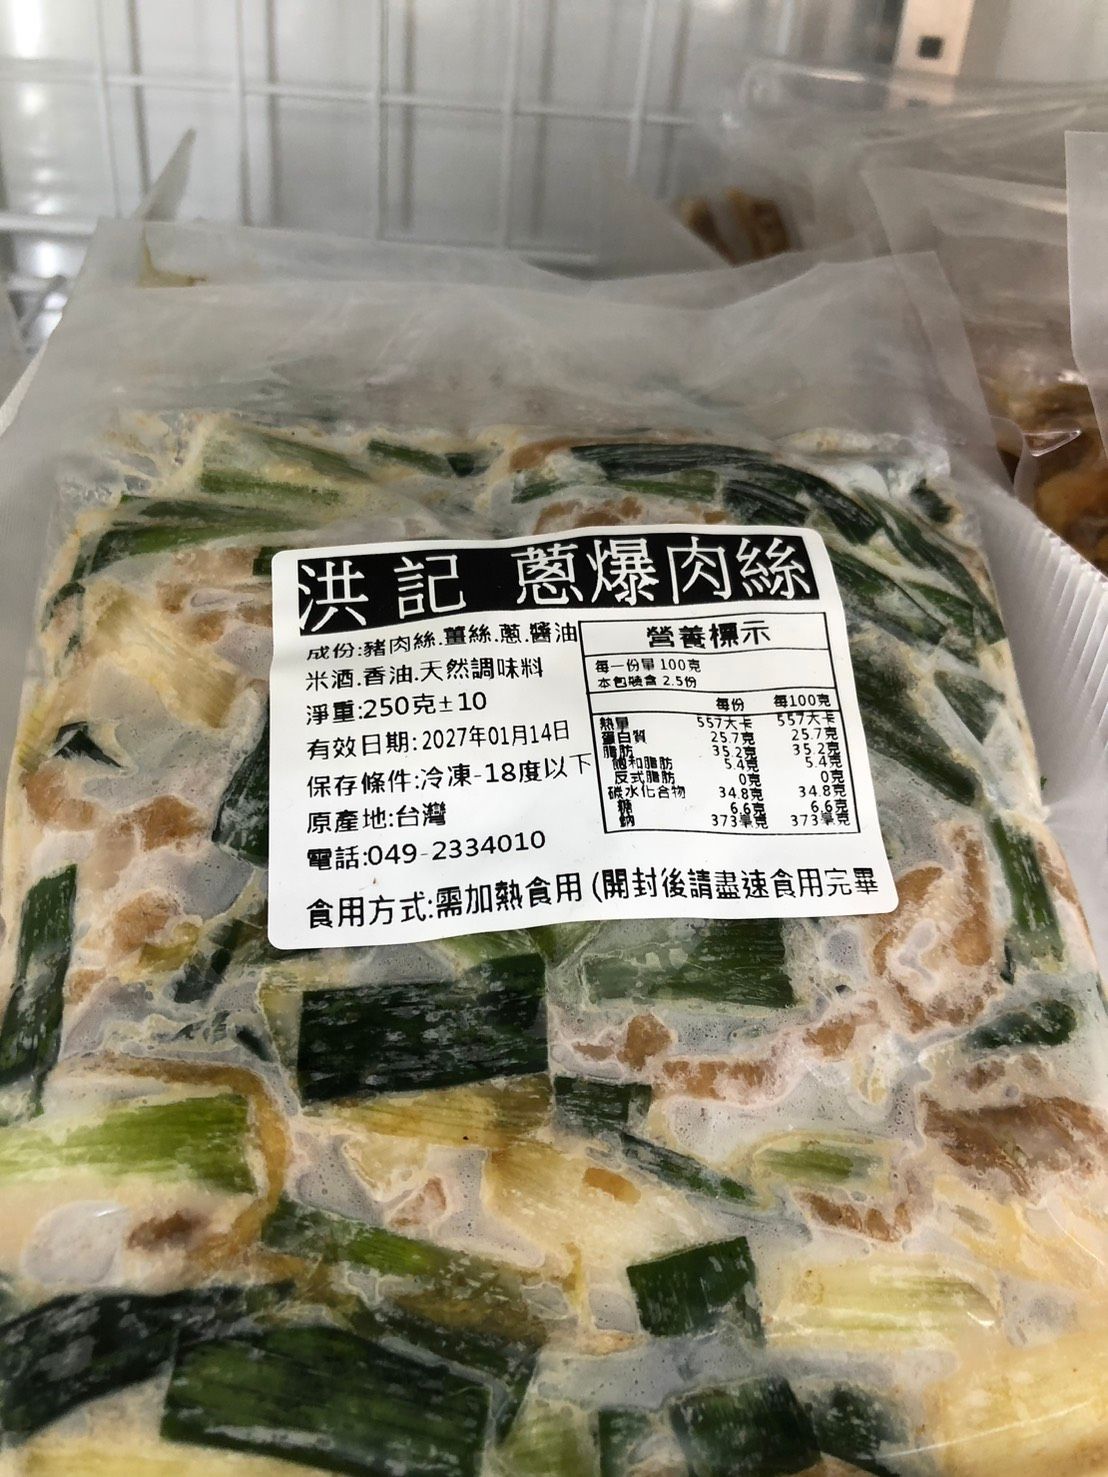 洪記 蔥爆肉絲
成份:豬肉絲.薑絲.蔥.醬油
米酒.香油.天然調味料
淨重:250克±10
有效日期:2027年01月14日
保存條件:冷凍-18度以下
原產地:台灣
電話:049-2334010
營養標示
每一份量 100克
本包裝含 2.5份
每份 每100克
熱量 557大卡 557大卡
蛋白質 25.7克 25.7克
脂肪 35.2克 35.2克
飽和脂肪 5.4克 5.4克
反式脂肪 0克 0克
碳水化合物 34.8克 34.8克
糖 6.6克 6.6克
鈉 373毫克 373毫克
食用方式:需加熱食用 (開封後請盡速食用完畢